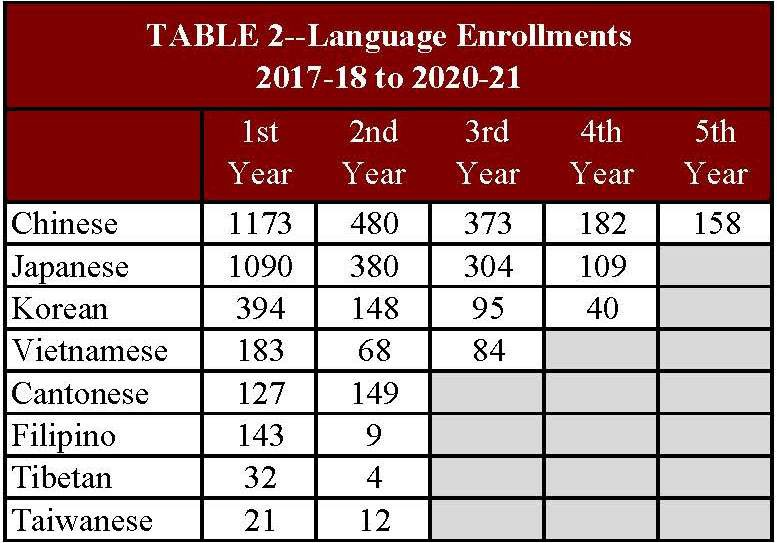 TABLE 2--Language Enrollments
2017-18 to 2020-21
1st Year 2nd Year 3rd Year 4th Year 5th Year
Chinese 1173 480 373 182 158
Japanese 1090 380 304 109
Korean 394 148 95 40
Vietnamese 183 68 84
Cantonese 127 149
Filipino 143 9
Tibetan 32 4
Taiwanese 21 12